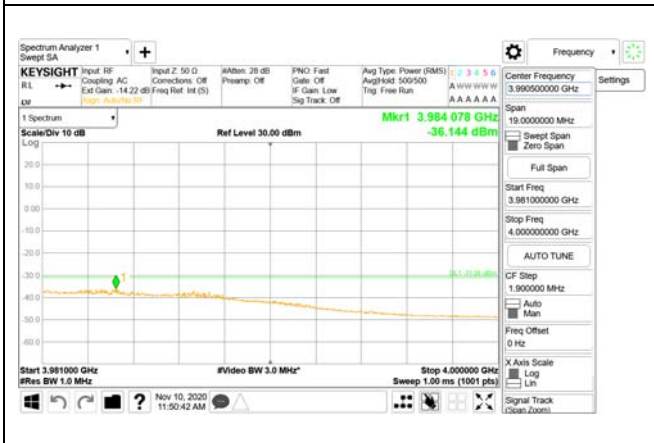 Spectrum Analyzer 1
Swept SA
+
Frequency
KEYSIGHT
RL
Input: RF
Coupling: AC
Ext Gain: -14.22 dB
Align: Auto/No RF
Input Z: 50 Ω
Corrections: Off
Freq Ref: Int (S)
#Atten: 28 dB
Preamp: Off
PNO: Fast
Gate: Off
IF Gain: Low
Sig Track: Off
Avg Type: Power (RMS)
Avg|Hold: 500/500
Trig: Free Run
1 2 3 4 5 6
A W W W W W
A A A A A A
1 Spectrum
Scale/Div 10 dB
Log
Ref Level 30.00 dBm
Mkr1 3.984 078 GHz
-36.144 dBm
20.0
10.0
0.00
-10.0
-20.0
-30.0
-40.0
-50.0
-60.0
1
Start 3.981000 GHz
#Res BW 1.0 MHz
#Video BW 3.0 MHz*
Stop 4.000000 GHz
Sweep 1.00 ms (1001 pts)
?
Nov 10, 2020
11:50:42 AM
Center Frequency
3.990500000 GHz
Settings
Span
19.0000000 MHz
Swept Span
Zero Span
Full Span
Start Freq
3.981000000 GHz
Stop Freq
4.000000000 GHz
AUTO TUNE
CF Step
1.900000 MHz
Auto
Man
Freq Offset
0 Hz
X Axis Scale
Log
Lin
Signal Track
(Span Zoom)